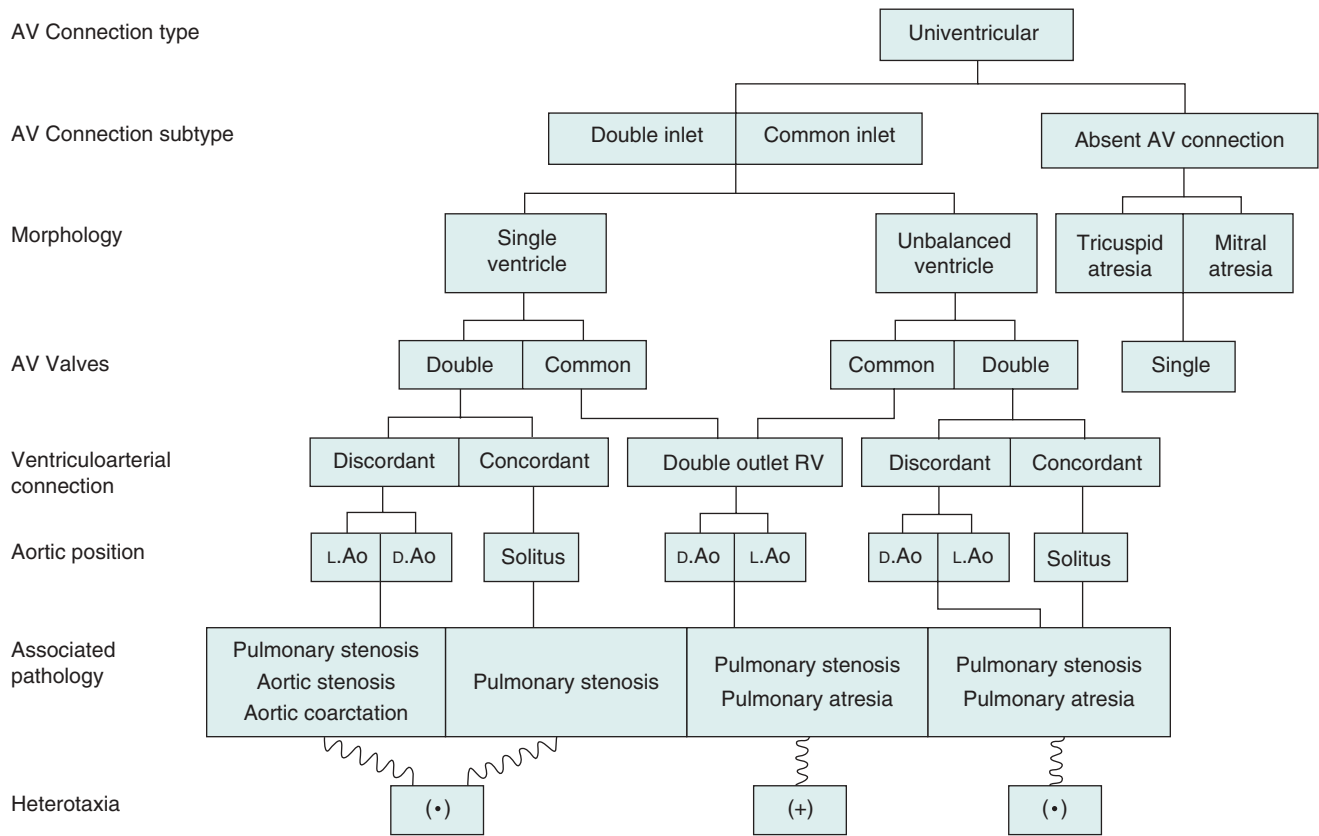 AV Connection type
Univentricular
AV Connection subtype
Double inlet
Common inlet
Absent AV connection
Morphology
Single
ventricle
Unbalanced
ventricle
Tricuspid
atresia
Mitral
atresia
AV Valves
Double
Common
Common
Double
Single
Ventriculoarterial
connection
Discordant
Concordant
Double outlet RV
Discordant
Concordant
Aortic position
L.Ao
D.Ao
Solitus
D.Ao
L.Ao
D.Ao
L.Ao
Solitus
Associated
pathology
Pulmonary stenosis
Aortic stenosis
Aortic coarctation
Pulmonary stenosis
Pulmonary stenosis
Pulmonary atresia
Pulmonary stenosis
Pulmonary atresia
Heterotaxia
(•)
(+)
(•)